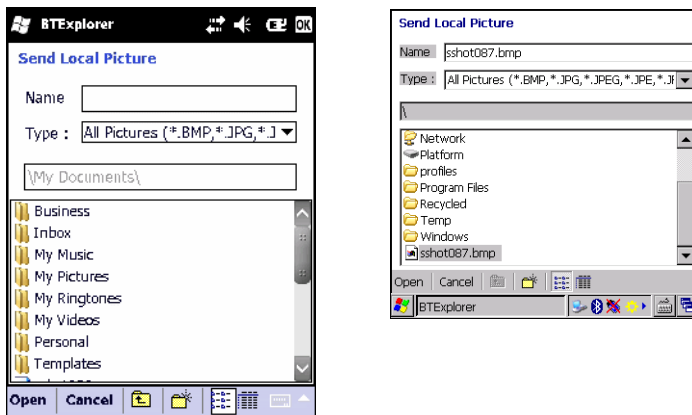 BTExplorer
OK
Send Local Picture
Name
Type : All Pictures (*.BMP,*.JPG,*.J
\My Documents\
Business
Inbox
My Music
My Pictures
My Ringtones
My Videos
Personal
Templates
Open Cancel
Send Local Picture
Name sshot087.bmp
Type : All Pictures (*.BMP,*.JPG,*.JPEG,*.JPE,*.JF
\
Network
Platform
profiles
Program Files
Recycled
Temp
Windows
sshot087.bmp
Open Cancel
BTExplorer